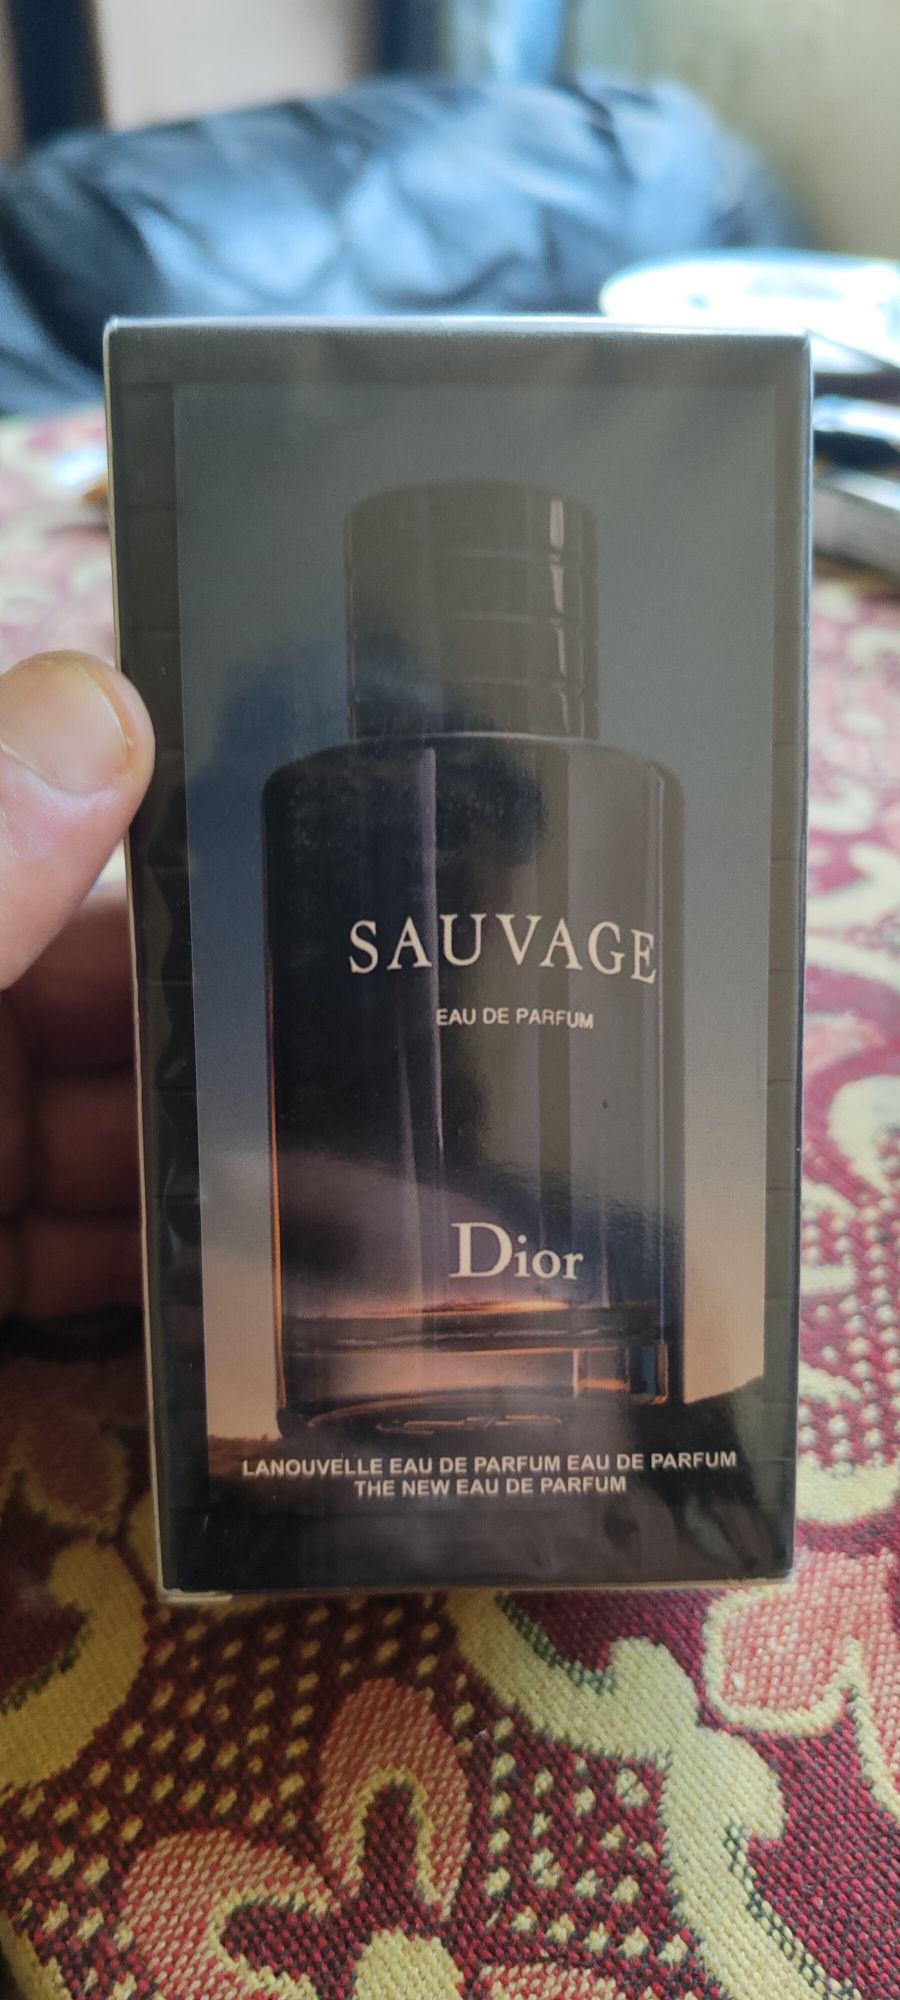 SAUVAGE
EAU DE PARFUM
Dior
LANOUVELLE EAU DE PARFUM EAU DE PARFUM
THE NEW EAU DE PARFUM